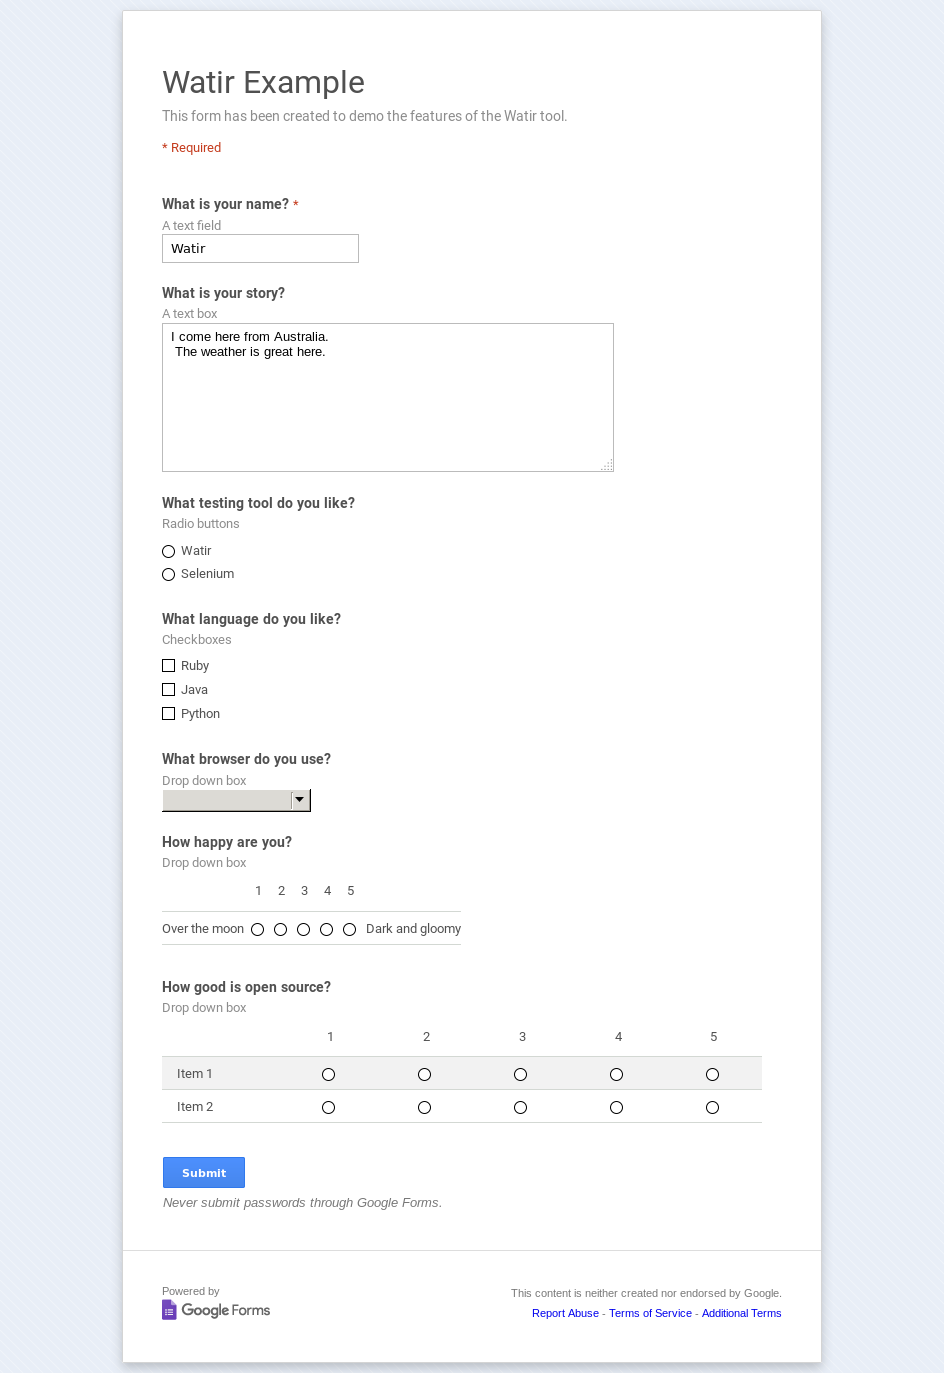 Watir Example
This form has been created to demo the features of the Watir tool.
* Required
What is your name? *
A text field
Watir
What is your story?
A text box
I come here from Australia.
The weather is great here.
What testing tool do you like?
Radio buttons
Watir
Selenium
What language do you like?
Checkboxes
Ruby
Java
Python
What browser do you use?
Drop down box
How happy are you?
Drop down box
1 2 3 4 5
Over the moon Dark and gloomy
How good is open source?
Drop down box
1 2 3 4 5
Item 1
Item 2
Submit
Never submit passwords through Google Forms.
Powered by
Google Forms
This content is neither created nor endorsed by Google.
Report Abuse - Terms of Service - Additional Terms